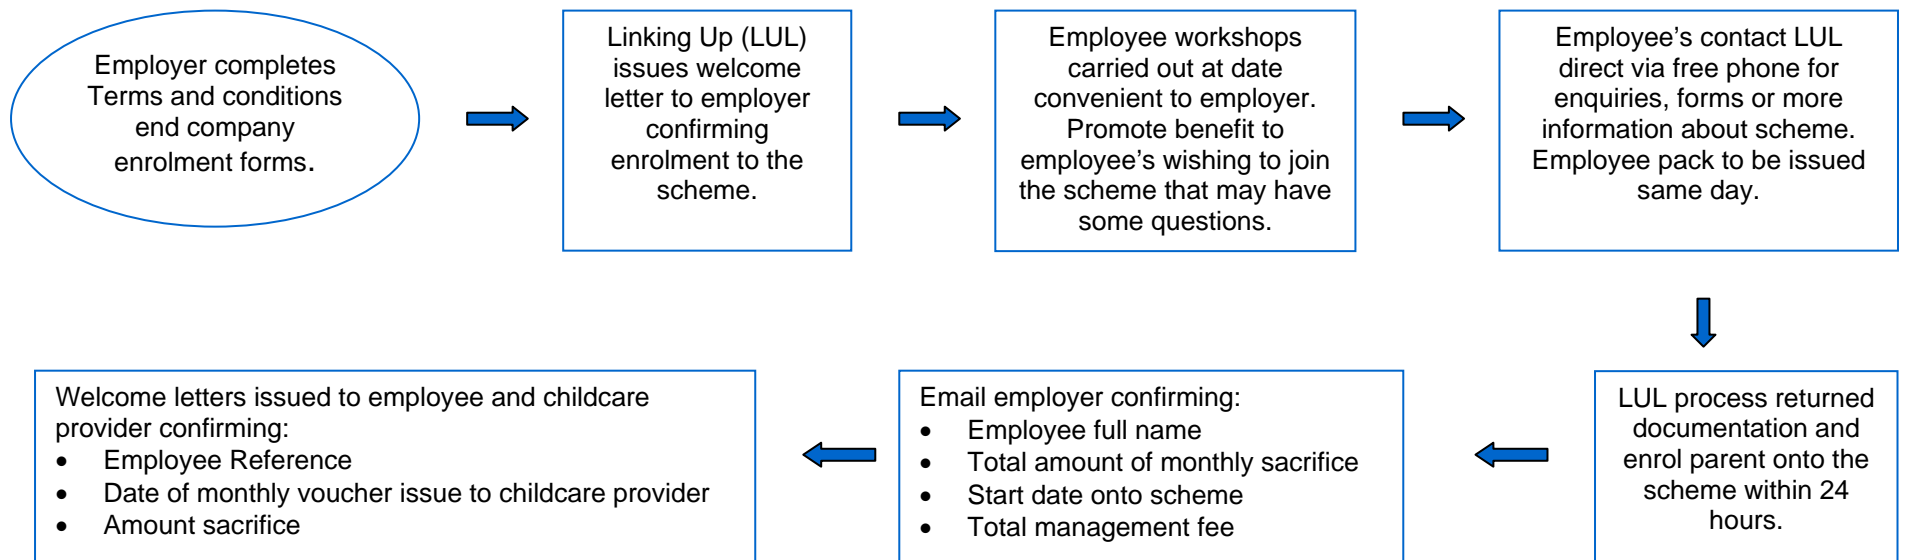 Employer completes
Terms and conditions
end company
enrolment forms.
Linking Up (LUL)
issues welcome
letter to employer
confirming
enrolment to the
scheme.
Employee workshops
carried out at date
convenient to employer.
Promote benefit to
employee's wishing to join
the scheme that may have
some questions.
Employee's contact LUL
direct via free phone for
enquiries, forms or more
information about scheme.
Employee pack to be issued
same day.
LUL process returned
documentation and
enrol parent onto the
scheme within 24
hours.
Email employer confirming:
• Employee full name
• Total amount of monthly sacrifice
• Start date onto scheme
• Total management fee
Welcome letters issued to employee and childcare
provider confirming:
• Employee Reference
• Date of monthly voucher issue to childcare provider
• Amount sacrifice